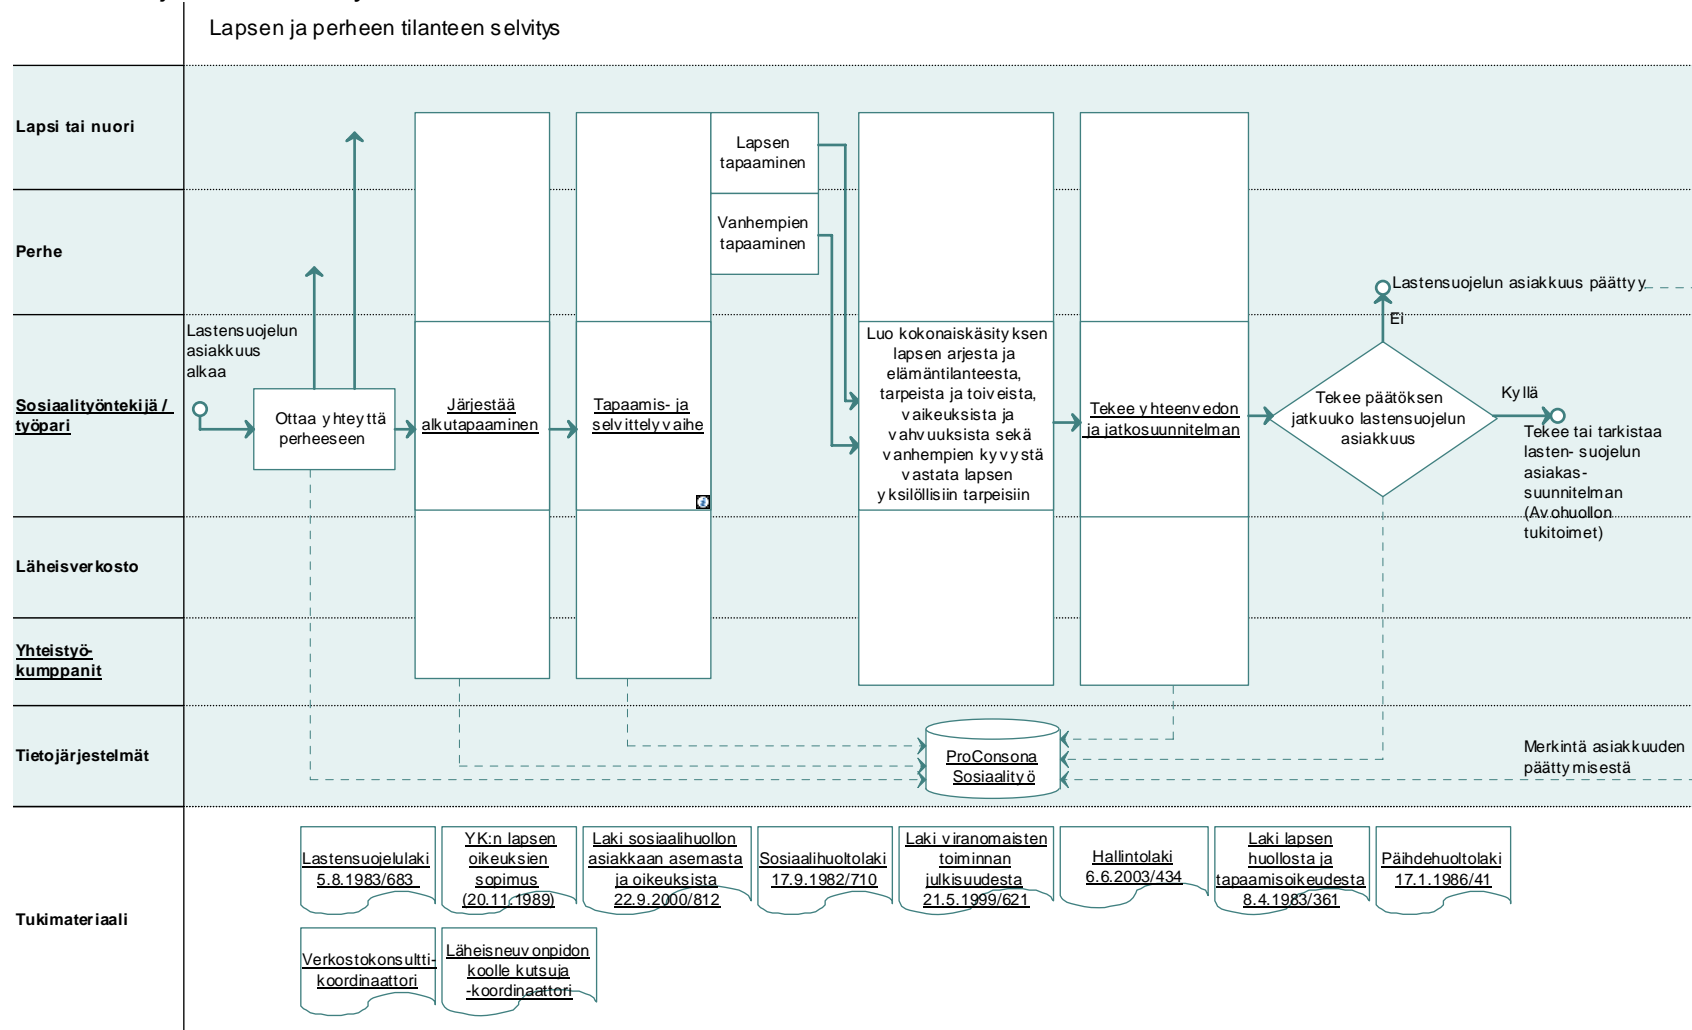 Lapsen ja perheen tilanteen selvitys
Lapsi tai nuori
Lapsen
tapaaminen
Perhe
Vanhempien
tapaaminen
Lastensuojelun asiakkuus päättyy
Ei
Lastensuojelun
asiakkuus
alkaa
Sosiaalityöntekijä /
työpari
Ottaa yhteyttä
perheeseen
Järjestää
alkutapaaminen
Tapaamis- ja
selvittelyvaihe
Luo kokonaiskäsityksen
lapsen arjesta ja
elämäntilanteesta,
tarpeista ja toiveista,
vaikeuksista ja
vahvuuksista sekä
vanhempien kyvystä
vastata lapsen
yksilöllisiin tarpeisiin
Tekee yhteenvedon
ja jatkosuunnitelman
Tekee päätöksen
jatkuuko lastensuojelun
asiakkuus
Kyllä
Tekee tai tarkistaa
lasten- suojelun
asiakas-
suunnitelman
(Avohuollon
tukitoimet)
Läheisverkosto
Yhteistyö-
kumppanit
Tietojärjestelmät
ProConsona
Sosiaalityö
Merkintä asiakkuuden
päättymisestä
Tukimateriaali
Lastensuojelulaki
5.8.1983/683
YK:n lapsen
oikeuksien
sopimus
(20.11.1989)
Laki sosiaalihuollon
asiakkaan asemasta
ja oikeuksista
22.9.2000/812
Sosiaalihuoltolaki
17.9.1982/710
Laki viranomaisten
toiminnan
julkisuudesta
21.5.1999/621
Hallintolaki
6.6.2003/434
Laki lapsen
huollosta ja
tapaamisoikeudesta
8.4.1983/361
Päihdehuoltolaki
17.1.1986/41
Verkostokonsultti-
koordinaattori
Läheisneuvonpidon
koolle kutsuja
-koordinaattori